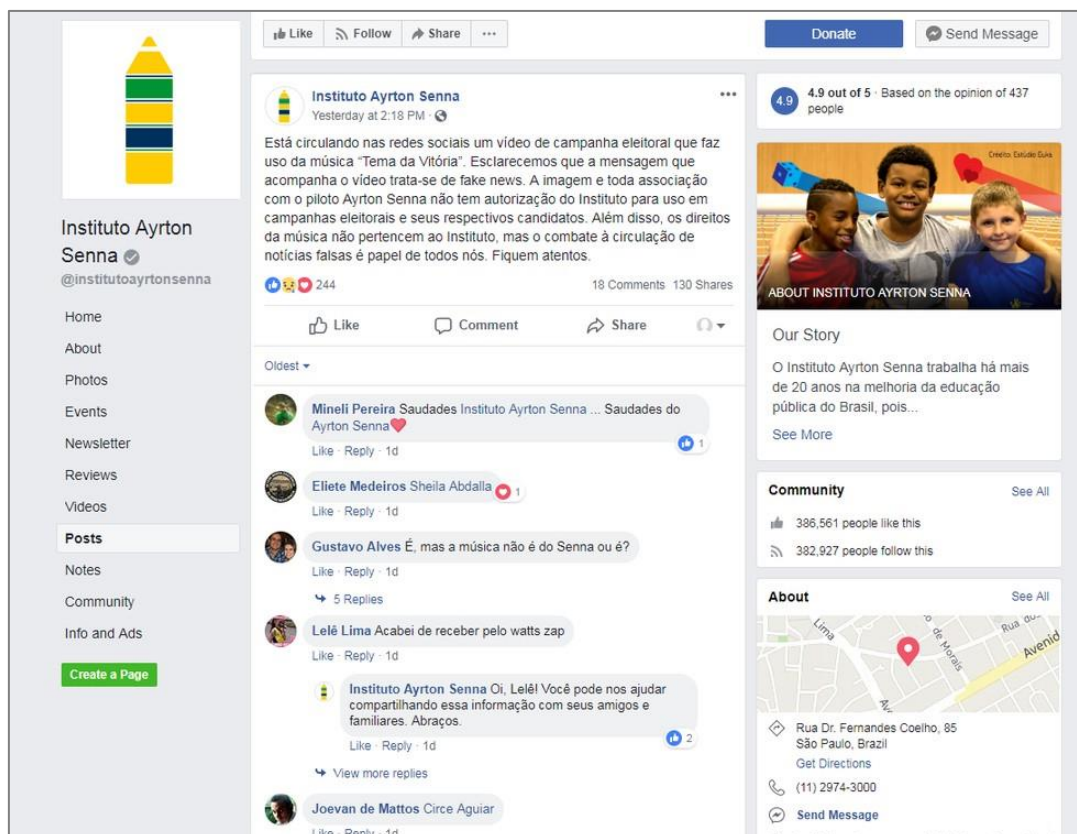 Like Follow Share ...
Donate Send Message
Instituto Ayrton
Senna
@institutoayrtonsenna
Home
About
Photos
Events
Newsletter
Reviews
Videos
Posts
Notes
Community
Info and Ads
Create a Page
Instituto Ayrton Senna
Yesterday at 2:18 PM ·
Está circulando nas redes sociais um vídeo de campanha eleitoral que faz
uso da música “Tema da Vitória”. Esclarecemos que a mensagem que
acompanha o vídeo trata-se de fake news. A imagem e toda associação
com o piloto Ayrton Senna não tem autorização do Instituto para uso em
campanhas eleitorais e seus respectivos candidatos. Além disso, os direitos
da música não pertencem ao Instituto, mas o combate à circulação de
notícias falsas é papel de todos nós. Fiquem atentos.
244 18 Comments 130 Shares
Like Comment Share
Oldest
Mineli Pereira Saudades Instituto Ayrton Senna ... Saudades do
Ayrton Senna
1
Like · Reply · 1d
Eliete Medeiros Sheila Abdalla 1
Like · Reply · 1d
Gustavo Alves É, mas a música não é do Senna ou é?
Like · Reply · 1d
5 Replies
Lelê Lima Acabei de receber pelo watts zap
Like · Reply · 1d
Instituto Ayrton Senna Oi, Lelê! Você pode nos ajudar
compartilhando essa informação com seus amigos e
familiares. Abraços.
2
Like · Reply · 1d
View more replies
Joevan de Mattos Circe Aguiar
Like · Reply · 1d
4.9
4.9 out of 5 · Based on the opinion of 437
people
ABOUT INSTITUTO AYRTON SENNA
Our Story
O Instituto Ayrton Senna trabalha há mais
de 20 anos na melhoria da educação
pública do Brasil, pois...
See More
Community See All
386,561 people like this
382,927 people follow this
About See All
Lima
de Morais
Rua
Avenid
Av
Rua Dr. Fernandes Coelho, 85
São Paulo, Brazil
Get Directions
(11) 2974-3000
Send Message